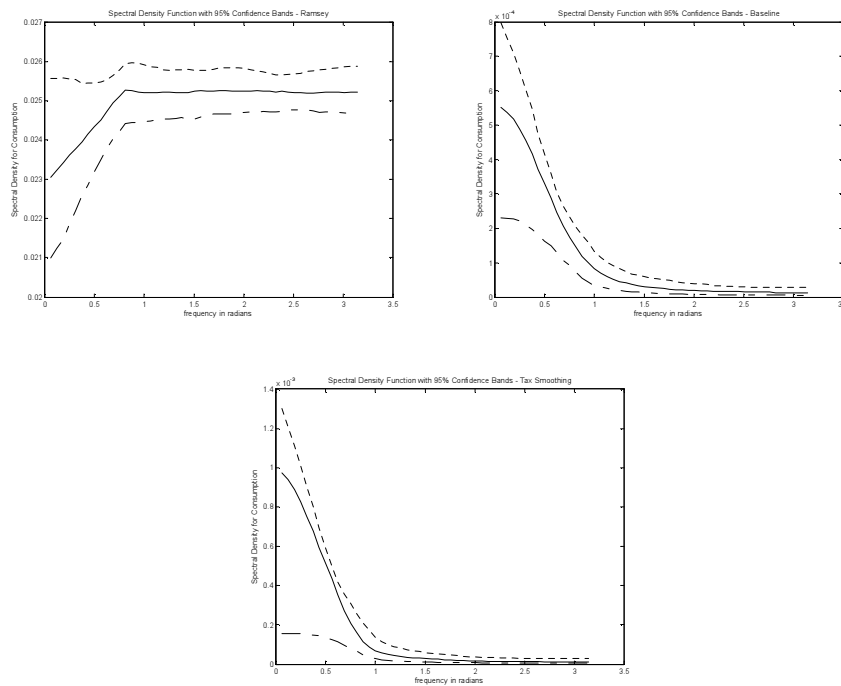 Spectral Density Function with 95% Confidence Bands - Ramsey
Spectral Density for Consumption
0.027
0.026
0.025
0.024
0.023
0.022
0.021
0.02
0 0.5 1 1.5 2 2.5 3 3.5
frequency in radians
Spectral Density Function with 95% Confidence Bands - Baseline
x 10⁻⁴
Spectral Density for Consumption
8
7
6
5
4
3
2
1
0
0 0.5 1 1.5 2 2.5 3 3.5
frequency in radians
Spectral Density Function with 95% Confidence Bands - Tax Smoothing
x 10⁻³
Spectral Density for Consumption
1.4
1.2
1
0.8
0.6
0.4
0.2
0
0 0.5 1 1.5 2 2.5 3 3.5
frequency in radians